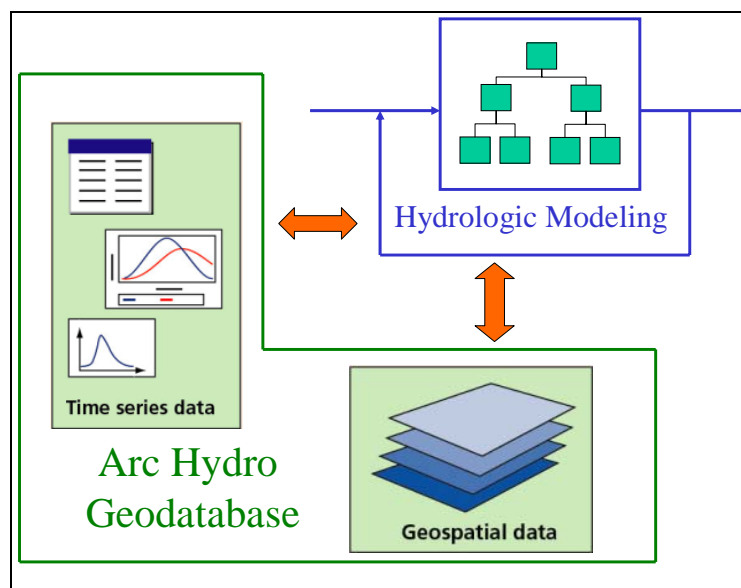 Hydrologic Modeling
Time series data
Arc Hydro
Geodatabase
Geospatial data